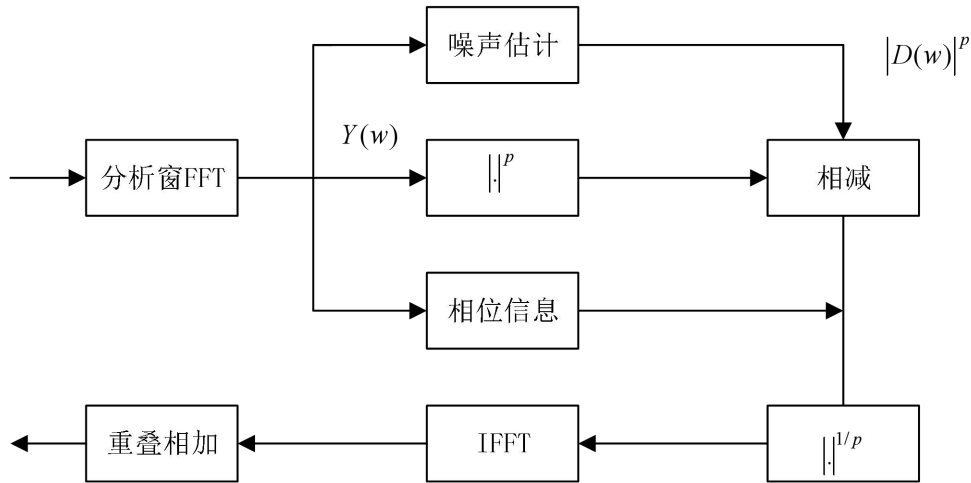 噪声估计
|D(w)|^p
Y(w)
分析窗FFT
|·|^p
相减
相位信息
重叠相加
IFFT
|·|^{1/p}